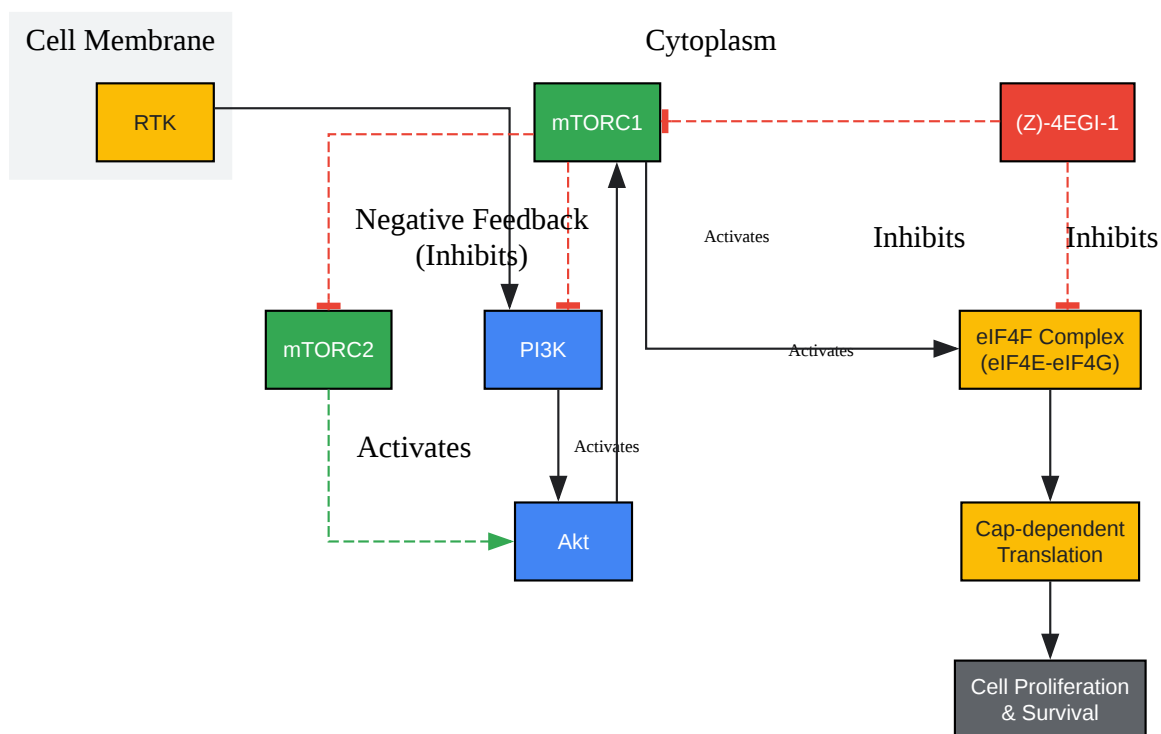 Cell Membrane
Cytoplasm
RTK
mTORC1
(Z)-4EGI-1
Negative Feedback
(Inhibits)
Activates
Inhibits
Inhibits
mTORC2
PI3K
Activates
eIF4F Complex
(eIF4E-eIF4G)
Activates
Activates
Akt
Cap-dependent
Translation
Cell Proliferation
& Survival